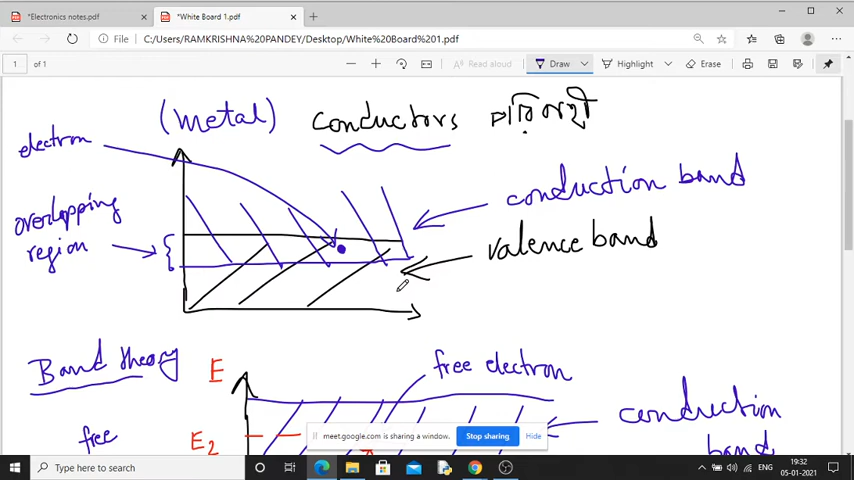 *Electronics notes.pdf
*White Board 1.pdf
File
C:/Users/RAMKRISHNA%20PANDEY/Desktop/White%20Board%201.pdf
1 of 1
Read aloud
Draw
Highlight
Erase
(metal) conductors
electron
conduction band
overlapping
region
valence band
Band theory
E
free electron
free
E2
conduction
band
meet.google.com is sharing a window.
Stop sharing
Hide
Type here to search
ENG
19:32
05-01-2021